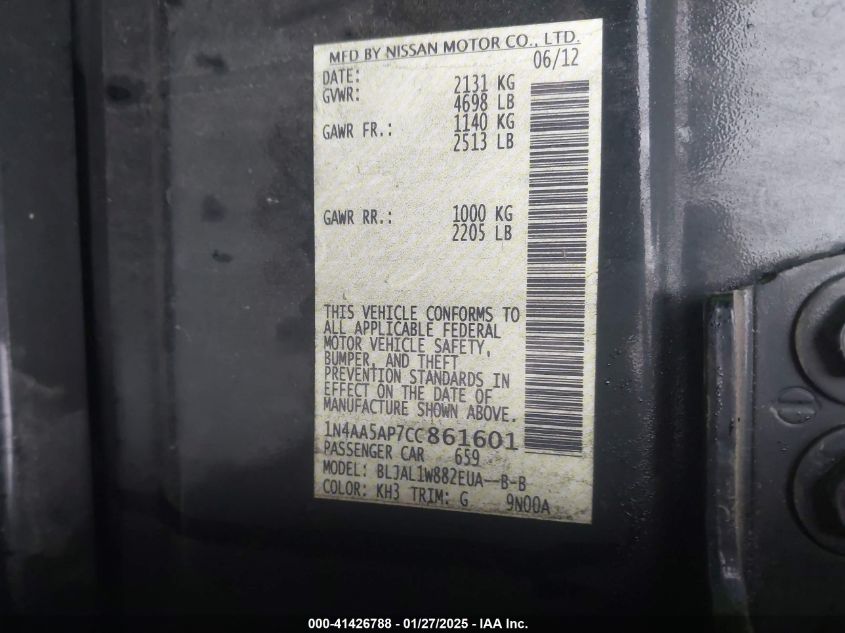 MFD BY NISSAN MOTOR CO., LTD.
DATE: 06/12
GVWR: 2131 KG
4698 LB
GAWR FR.: 1140 KG
2513 LB
GAWR RR.: 1000 KG
2205 LB
THIS VEHICLE CONFORMS TO
ALL APPLICABLE FEDERAL
MOTOR VEHICLE SAFETY,
BUMPER, AND THEFT
PREVENTION STANDARDS IN
EFFECT ON THE DATE OF
MANUFACTURE SHOWN ABOVE.
1N4AA5AP7CC861601
PASSENGER CAR 659
MODEL: BLJAL1W882EUA--B-B
COLOR: KH3 TRIM: G 9N00A
000-41426788 - 01/27/2025 - IAA Inc.